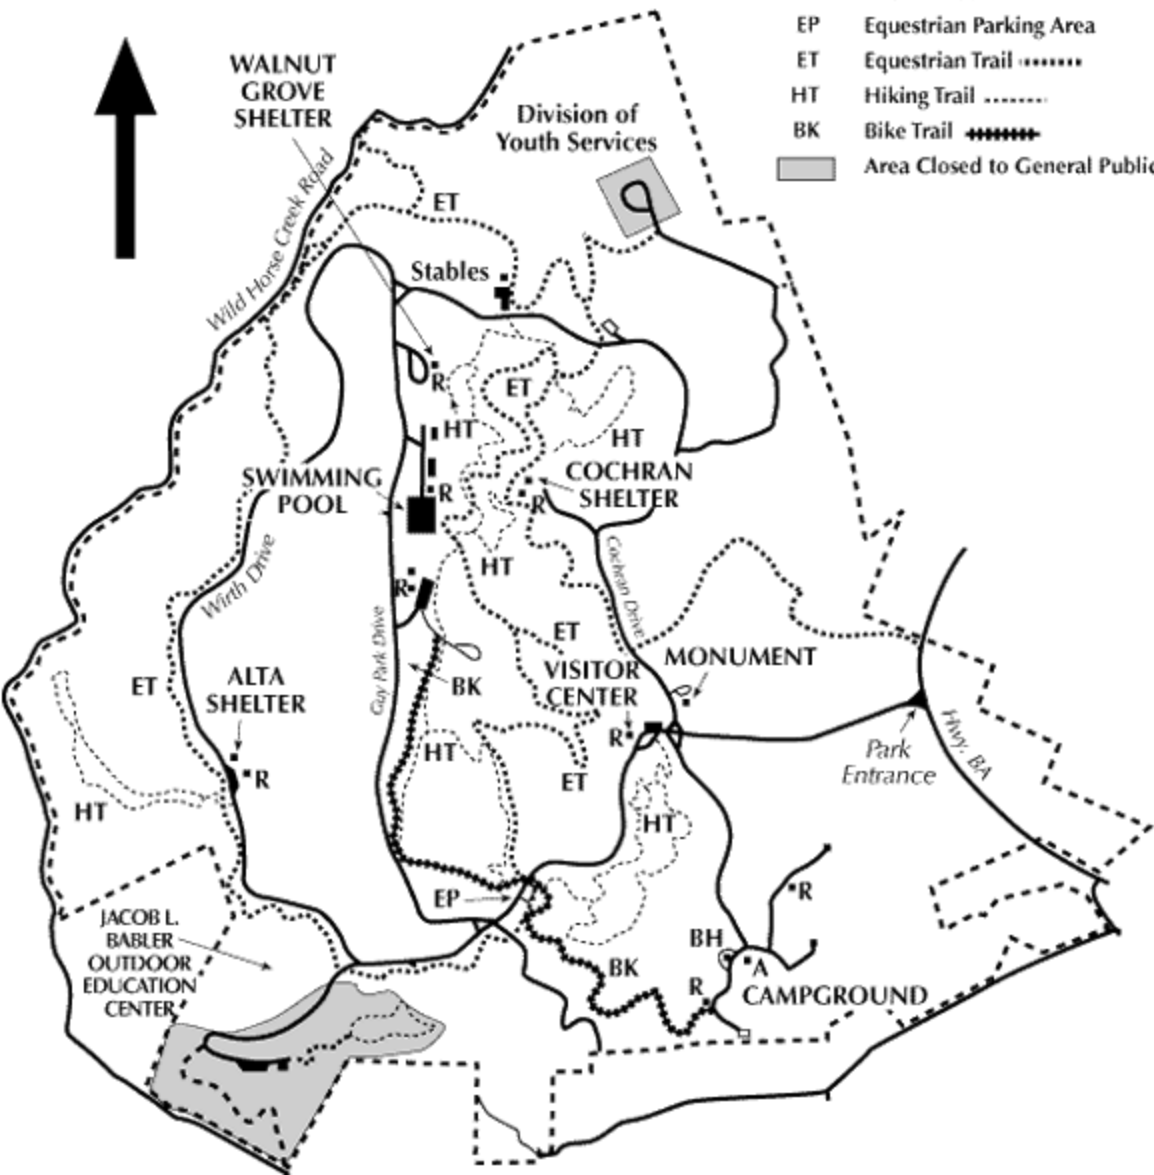 EP Equestrian Parking Area
ET Equestrian Trail
HT Hiking Trail
BK Bike Trail
Area Closed to General Public
WALNUT
GROVE
SHELTER
Division of
Youth Services
Wild Horse Creek Road
ET
Stables
R
ET
HT
HT
SWIMMING
POOL
R
COCHRAN
SHELTER
R
HT
Cochran Drive
Wirth Drive
R
Guy Park Drive
ET
MONUMENT
VISITOR
CENTER
ET
ALTA
SHELTER
BK
R
HT
Park
Entrance
Hwy. BA
R
ET
HT
HT
EP
R
JACOB L.
BABLER
OUTDOOR
EDUCATION
CENTER
BH
A
BK
R
CAMPGROUND